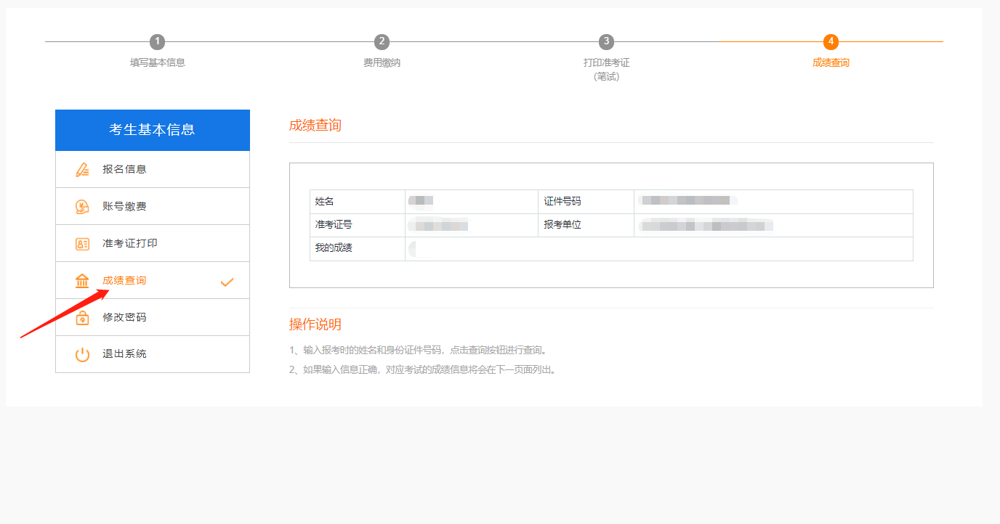 1
填写基本信息
2
费用缴纳
3
打印准考证
（笔试）
4
成绩查询
考生基本信息
报名信息
账号缴费
准考证打印
成绩查询
修改密码
退出系统
成绩查询
姓名
证件号码
准考证号
报考单位
我的成绩
操作说明
1、输入报考时的姓名和身份证件号码，点击查询按钮进行查询。
2、如果输入信息正确，对应考试的成绩信息将会在下一页面列出。